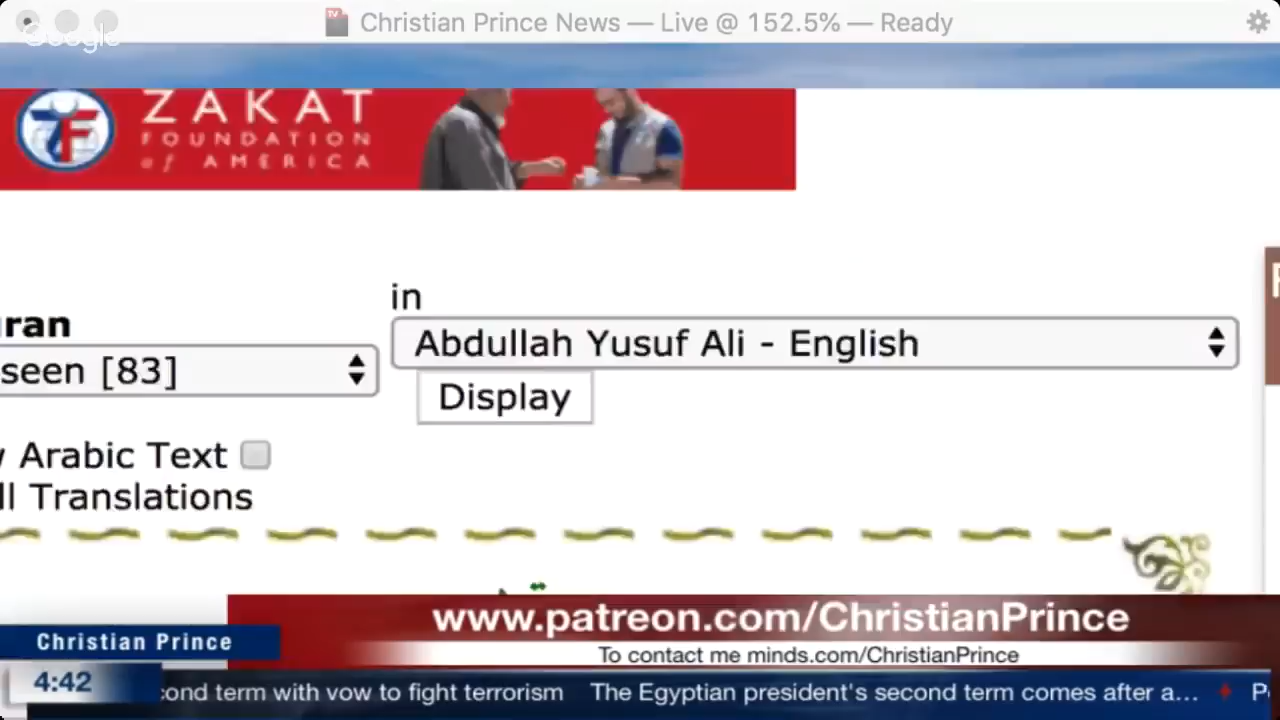 Christian Prince News — Live @ 152.5% — Ready
Google
ZAKAT
FOUNDATION
of AMERICA
in
ran
Abdullah Yusuf Ali - English
seen [83]
Display
Arabic Text
ll Translations
www.patreon.com/ChristianPrince
Christian Prince
To contact me minds.com/ChristianPrince
4:42
cond term with vow to fight terrorism The Egyptian president's second term comes after a...